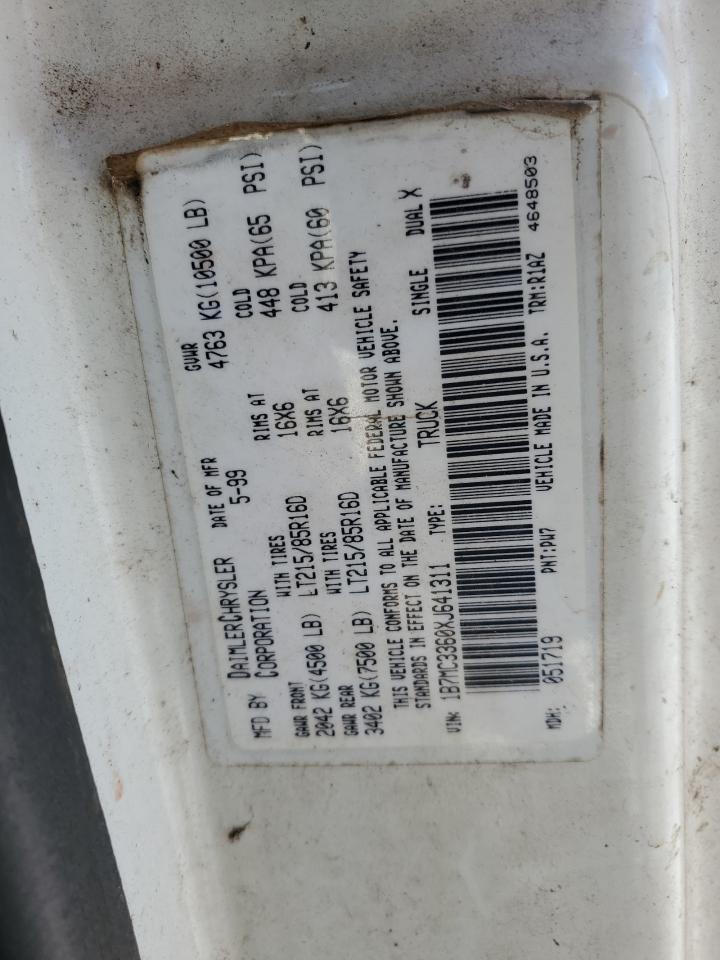 MFD BY DAIMLERCHRYSLER CORPORATION DATE OF MFR 5-99 GVWR 4763 KG(10500 LB)
GAWR FRONT WITH TIRES RIMS AT COLD
2042 KG(4500 LB) LT215/85R16D 16X6 448 KPA(65 PSI)
GAWR REAR WITH TIRES RIMS AT COLD
3402 KG(7500 LB) LT215/85R16D 16X6 413 KPA(60 PSI)
THIS VEHICLE CONFORMS TO ALL APPLICABLE FEDERAL MOTOR VEHICLE SAFETY
STANDARDS IN EFFECT ON THE DATE OF MANUFACTURE SHOWN ABOVE.
VIN: 1B7MC3360XJ641311 TYPE: TRUCK SINGLE DUAL X
MDH: 051719 PNT:PW7 VEHICLE MADE IN U.S.A. TRM:R1AZ 4648503